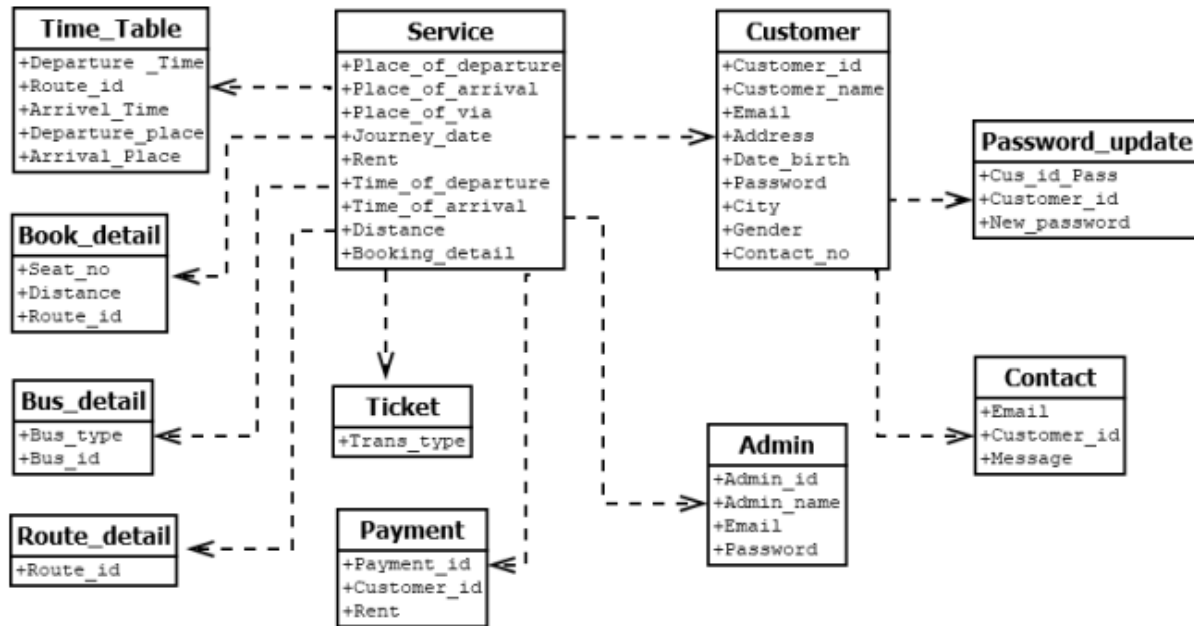 Time_Table
+Departure _Time
+Route_id
+Arrivel_Time
+Departure_place
+Arrival_Place
Service
+Place_of_departure
+Place_of_arrival
+Place_of_via
+Journey_date
+Rent
+Time_of_departure
+Time_of_arrival
+Distance
+Booking_detail
Customer
+Customer_id
+Customer_name
+Email
+Address
+Date_birth
+Password
+City
+Gender
+Contact_no
Password_update
+Cus_id_Pass
+Customer_id
+New_password
Book_detail
+Seat_no
+Distance
+Route_id
Bus_detail
+Bus_type
+Bus_id
Ticket
+Trans_type
Contact
+Email
+Customer_id
+Message
Admin
+Admin_id
+Admin_name
+Email
+Password
Route_detail
+Route_id
Payment
+Payment_id
+Customer_id
+Rent